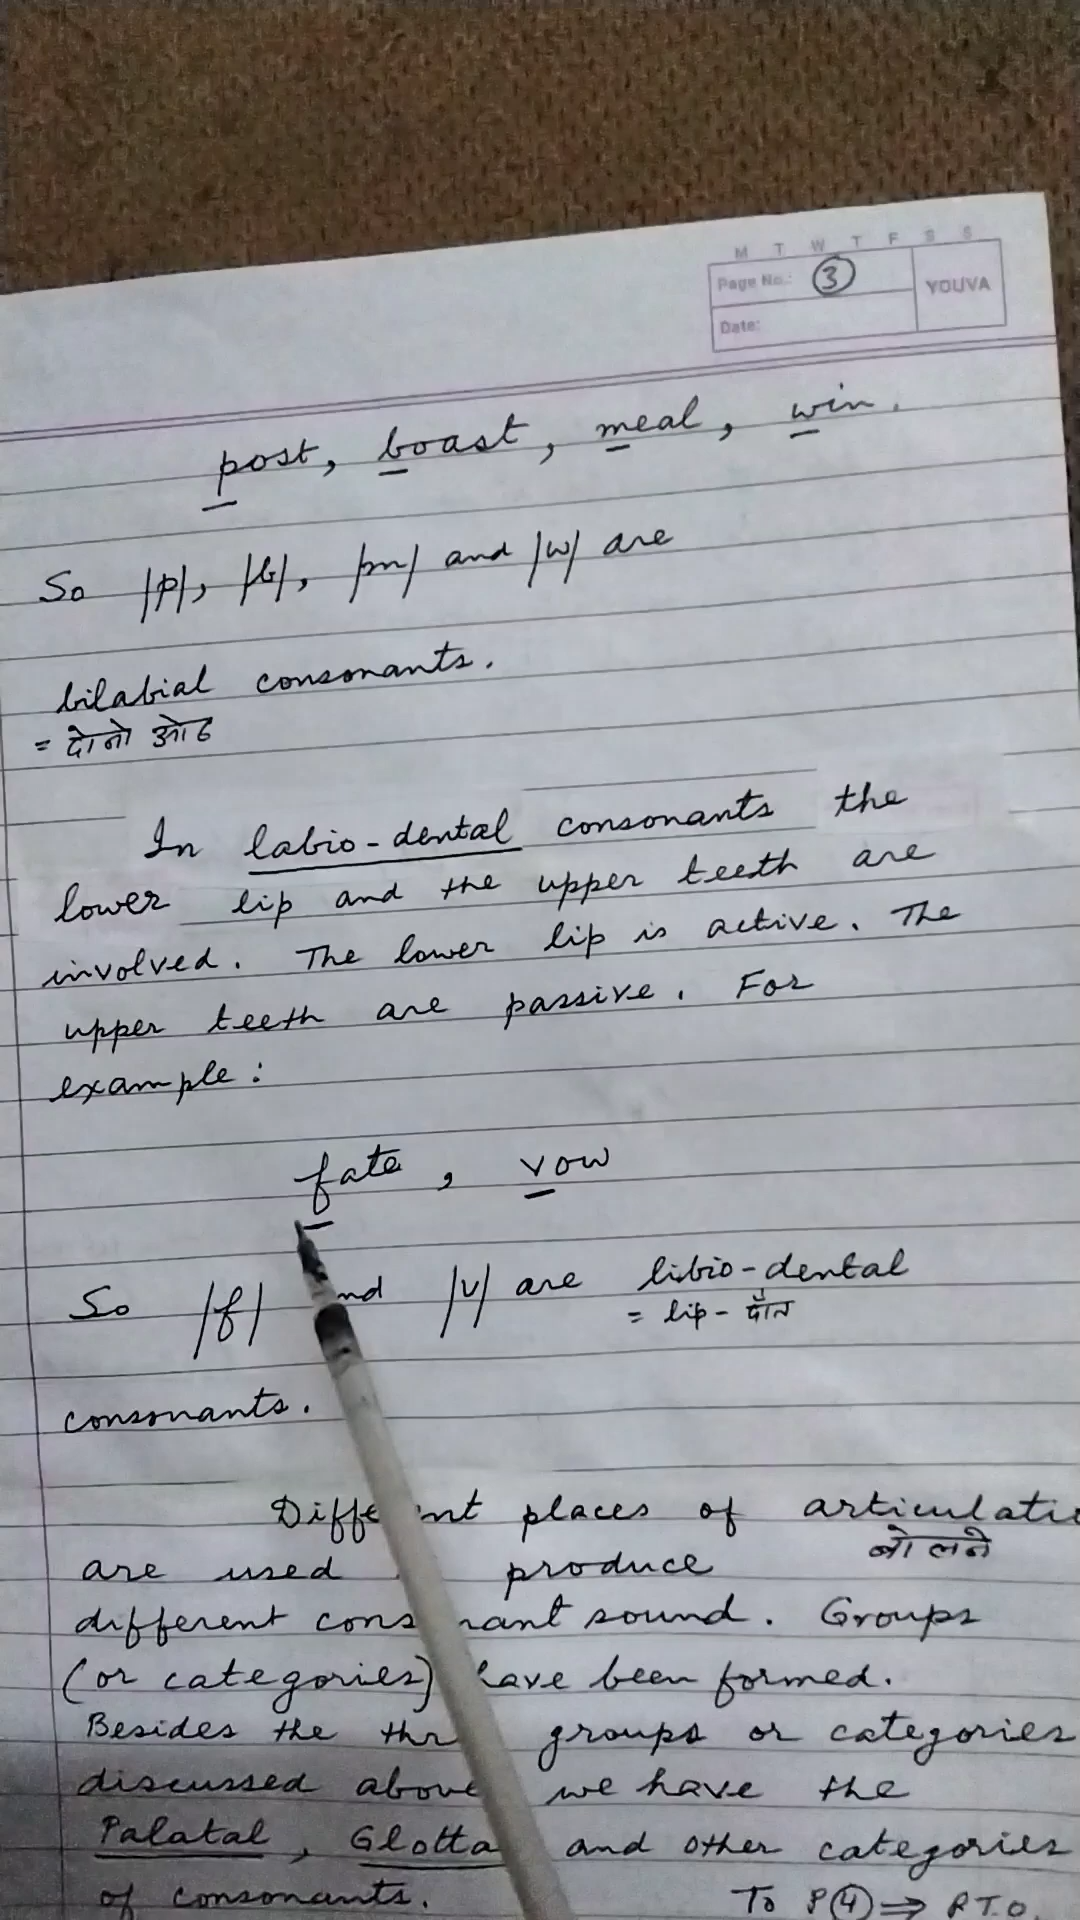 M T W T F S S
Page No.: 3
YOUVA
Date:
post, boast, meal, win.
So /p/, /b/, /m/ and /w/ are
bilabial consonants.
= दोनो ओठ
In labio-dental consonants the
lower lip and the upper teeth are
involved. The lower lip is active. The
upper teeth are passive. For
example:
fate, vow
So /f/ and /v/ are libio-dental
= lip - दाँत
consonants.
places of articulatio
बोलने
are used produce
different sound. Groups
(or categories) have been formed.
Besides the groups or categories
discussed above we have the
Palatal, Glotta and other categories
of consonants. To P 4 ⇒ P.T.O.